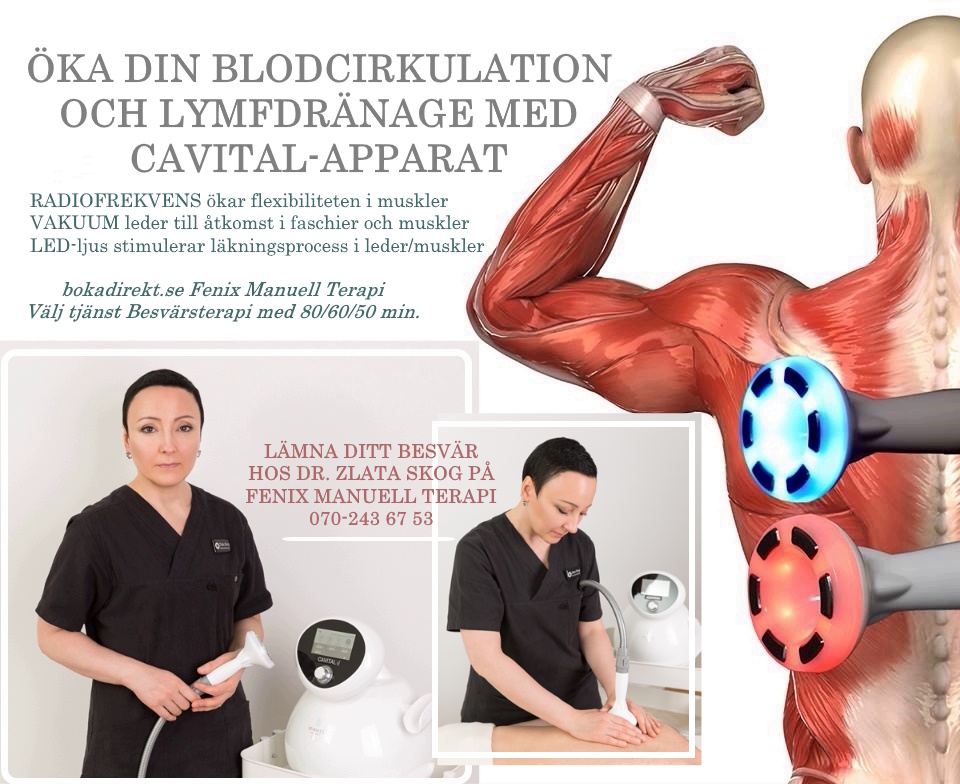 ÖKA DIN BLODCIRKULATION
OCH LYMFDRÄNAGE MED
CAVITAL-APPARAT
RADIOFREKVENS ökar flexibiliteten i muskler
VAKUUM leder till åtkomst i faschier och muskler
LED-ljus stimulerar läkningsprocess i leder/muskler
bokadirekt.se Fenix Manuell Terapi
Välj tjänst Besvärsterapi med 80/60/50 min.
LÄMNA DITT BESVÄR
HOS DR. ZLATA SKOG PÅ
FENIX MANUELL TERAPI
070-243 67 53
CAVITAL